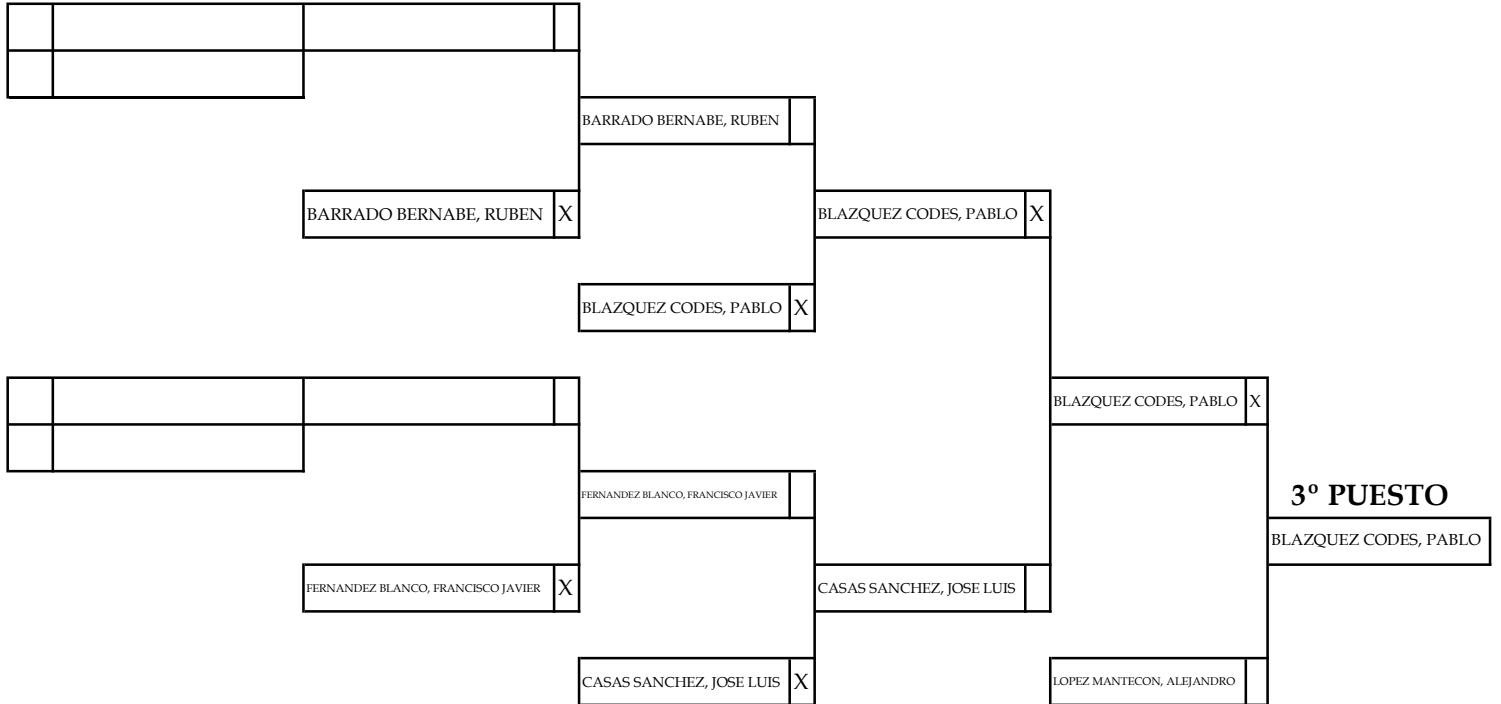 BARRADO BERNABE, RUBEN
BARRADO BERNABE, RUBEN X
BLAZQUEZ CODES, PABLO X
BLAZQUEZ CODES, PABLO X
BLAZQUEZ CODES, PABLO X
FERNANDEZ BLANCO, FRANCISCO JAVIER
3º PUESTO
BLAZQUEZ CODES, PABLO
FERNANDEZ BLANCO, FRANCISCO JAVIER X
CASAS SANCHEZ, JOSE LUIS
CASAS SANCHEZ, JOSE LUIS X
LOPEZ MANTECON, ALEJANDRO